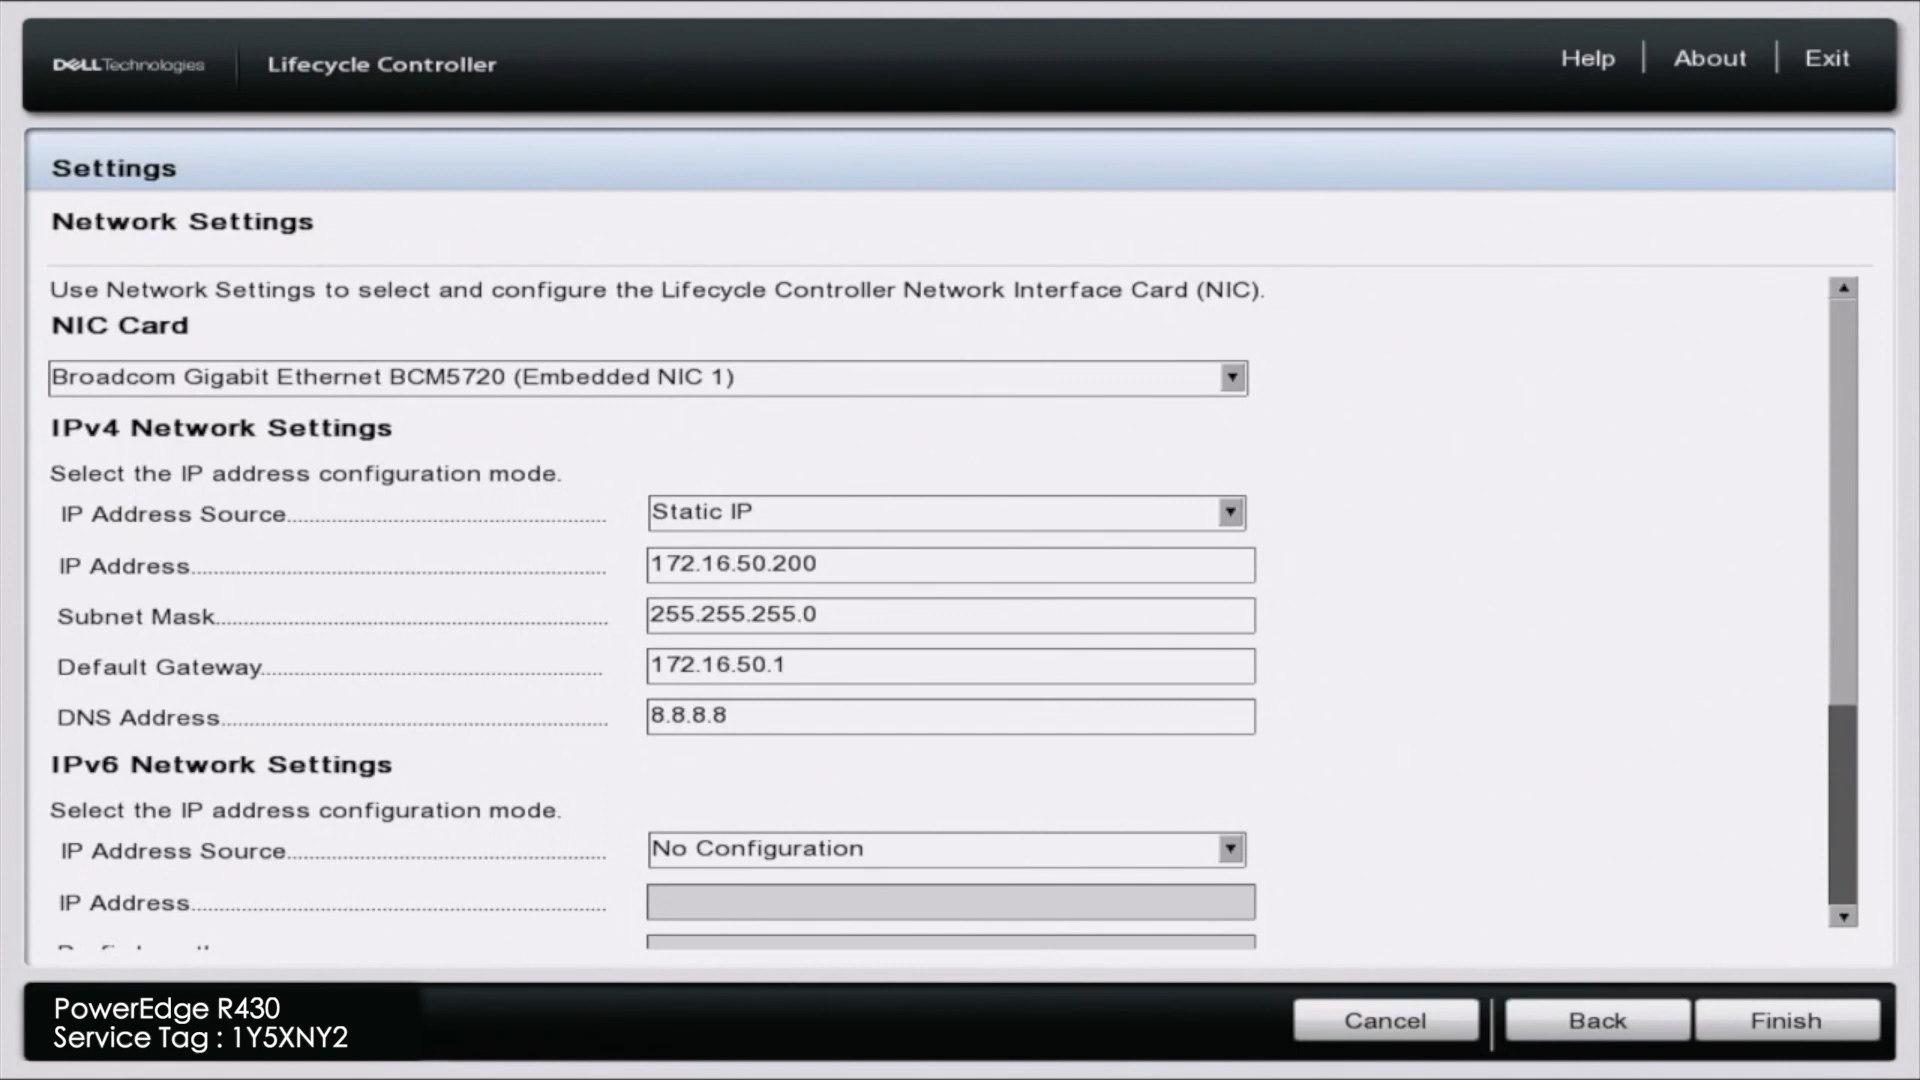 DELLTechnologies
Lifecycle Controller
Help
About
Exit
Settings
Network Settings
Use Network Settings to select and configure the Lifecycle Controller Network Interface Card (NIC).
NIC Card
Broadcom Gigabit Ethernet BCM5720 (Embedded NIC 1)
IPv4 Network Settings
Select the IP address configuration mode.
IP Address Source
Static IP
IP Address
172.16.50.200
Subnet Mask
255.255.255.0
Default Gateway
172.16.50.1
DNS Address
8.8.8.8
IPv6 Network Settings
Select the IP address configuration mode.
IP Address Source
No Configuration
IP Address
PowerEdge R430
Service Tag : 1Y5XNY2
Cancel
Back
Finish